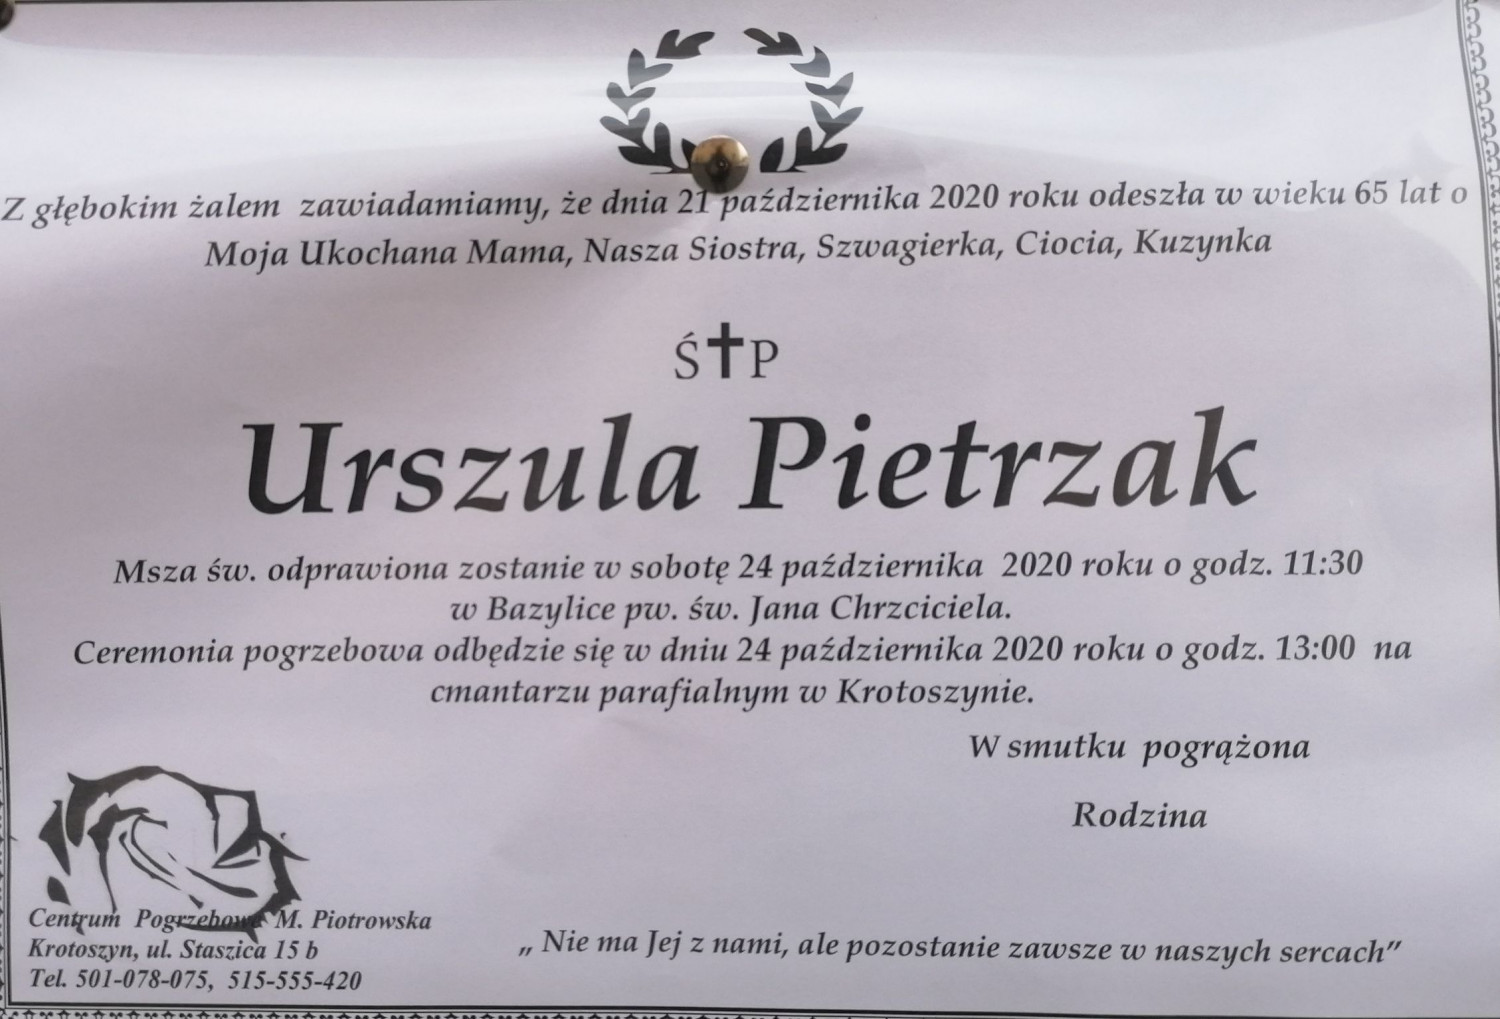 Z głębokim żalem zawiadamiamy, że dnia 21 października 2020 roku odeszła w wieku 65 lat o
Moja Ukochana Mama, Nasza Siostra, Szwagierka, Ciocia, Kuzynka
Ś✝P
Urszula Pietrzak
Msza św. odprawiona zostanie w sobotę 24 października 2020 roku o godz. 11:30
w Bazylice pw. św. Jana Chrzciciela.
Ceremonia pogrzebowa odbędzie się w dniu 24 października 2020 roku o godz. 13:00 na
cmantarzu parafialnym w Krotoszynie.
W smutku pogrążona
Rodzina
Centrum Pogrzebowe M. Piotrowska
Krotoszyn, ul. Staszica 15 b
Tel. 501-078-075, 515-555-420
„ Nie ma Jej z nami, ale pozostanie zawsze w naszych sercach”